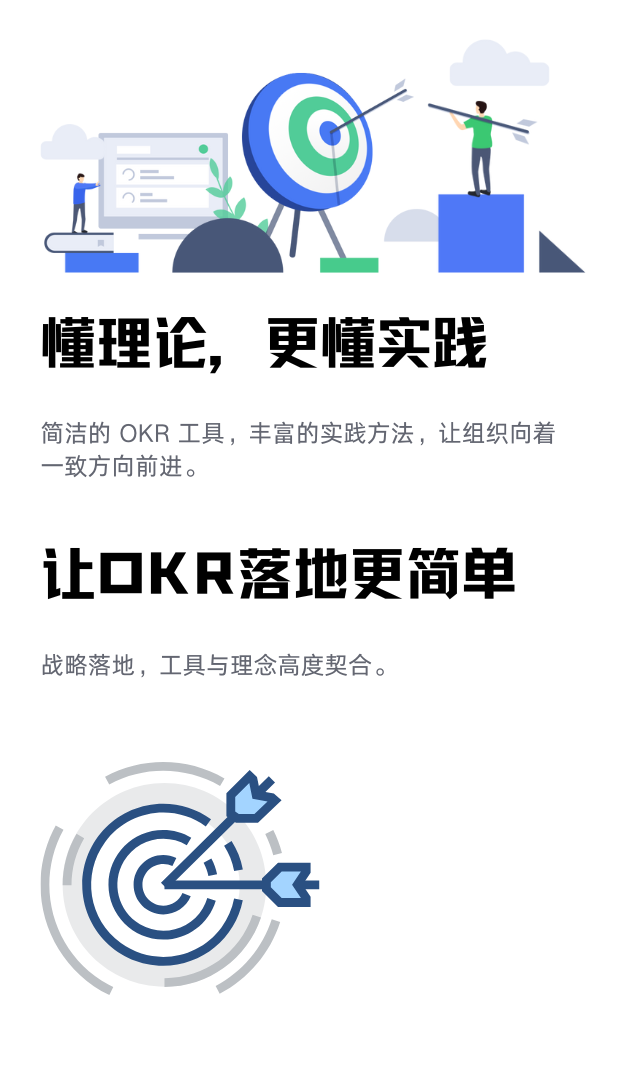 懂理论，更懂实践
简洁的 OKR 工具，丰富的实践方法，让组织向着
一致方向前进。
让OKR落地更简单
战略落地，工具与理念高度契合。